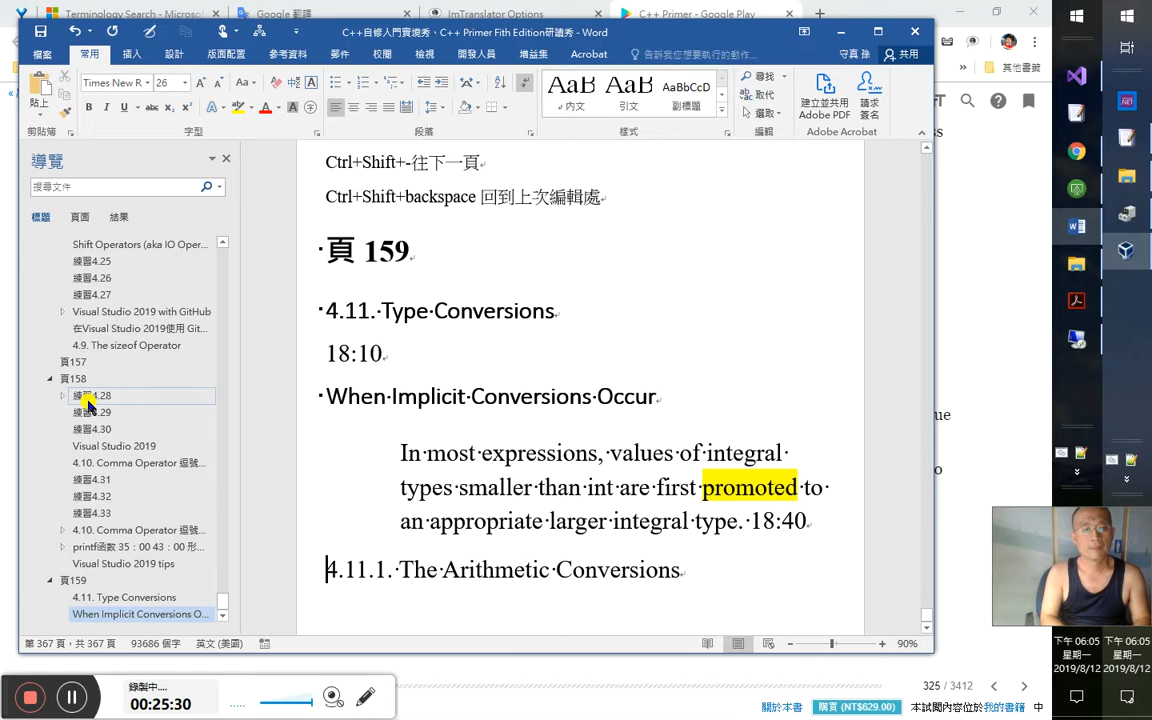 Terminology Search - Microsof
Google 翻譯
ImTranslator Options
C++ Primer - Google Play
C++自修入門實境秀、C++ Primer Fifth Edition研讀秀 - Word
檔案
常用
插入
設計
版面配置
參考資料
郵件
校閱
檢視
開發人員
增益集
Acrobat
告訴我您想要執行的動作...
守真 孫
共用
其他書籤
貼上
剪貼簿
Times New R
26
字型
段落
AaB
AaB
AaBbCcD
内文
引文
副標題
樣式
尋找
取代
選取
編輯
建立並共用
Adobe PDF
請求
簽名
Adobe Acrobat
導覽
搜尋文件
標題
頁面
結果
Shift Operators (aka IO Oper...
練習4.25
練習4.26
練習4.27
Visual Studio 2019 with GitHub
在Visual Studio 2019使用 Git...
4.9. The sizeof Operator
頁157
頁158
練習4.28
練習4.29
練習4.30
Visual Studio 2019
4.10. Comma Operator 逗號...
練習4.31
練習4.32
練習4.33
4.10. Comma Operator 逗號...
printf函數 35：00 43：00 形...
Visual Studio 2019 tips
頁159
4.11. Type Conversions
When Implicit Conversions O...
Ctrl+Shift+-往下一頁
Ctrl+Shift+backspace 回到上次編輯處
頁 159
4.11. Type Conversions
18:10
When Implicit Conversions Occur
In most expressions, values of integral
types smaller than int are first promoted to
an appropriate larger integral type. 18:40
4.11.1. The Arithmetic Conversions
第 367 頁，共 367 頁
93686 個字
英文 (美國)
90%
錄製中....
00:25:30
325 / 3412
關於本書
購買 (NT$629.00)
本試閱內容位於我的書籍
中
下午 06:05
星期一
2019/8/12
下午 06:05
星期一
2019/8/12